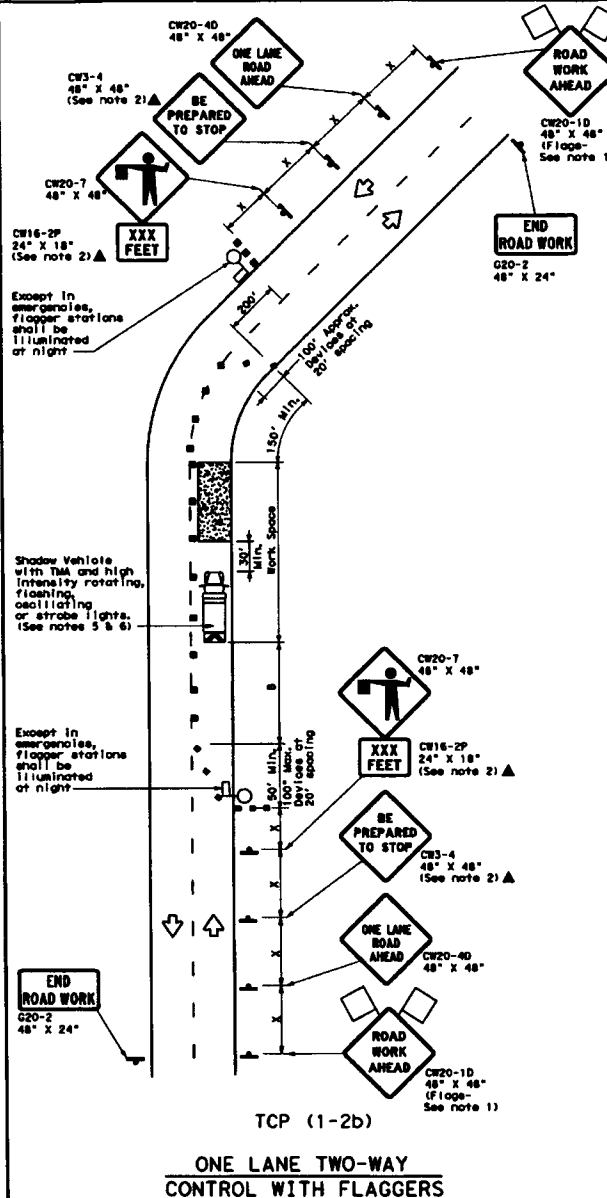 CW20-4D
48" X 48"
ONE LANE
ROAD
AHEAD
CW3-4
48" X 48"
(See note 2) ▲
BE
PREPARED
TO STOP
CW20-7
48" X 48"
CW16-2P
24" X 18"
(See note 2) ▲
XXX
FEET
X
X
X
X
ROAD
WORK
AHEAD
CW20-1D
48" X 48"
(Flags-
See note 1
END
ROAD WORK
G20-2
48" X 24"
Except in
emergencies,
flagger stations
shall be
illuminated
at night
200'
100' Approx.
Devices at
20' spacing
150' Min.
30'
Min.
Work Space
Shadow Vehicle
with TMA and high
intensity rotating,
flashing,
oscillating
or strobe lights.
(See notes 5 & 6)
B
50' Min.
100" Max.
Devices at
20' spacing
Except in
emergencies,
flagger stations
shall be
illuminated
at night
CW20-7
48" X 48"
XXX
FEET
CW16-2P
24" X 18"
(See note 2) ▲
BE
PREPARED
TO STOP
CW3-4
48" X 48"
(See note 2) ▲
ONE LANE
ROAD
AHEAD
CW20-4D
48" X 48"
X
X
X
X
ROAD
WORK
AHEAD
CW20-1D
48" X 48"
(Flags-
See note 1)
END
ROAD WORK
G20-2
48" X 24"
TCP (1-2b)
ONE LANE TWO-WAY
CONTROL WITH FLAGGERS